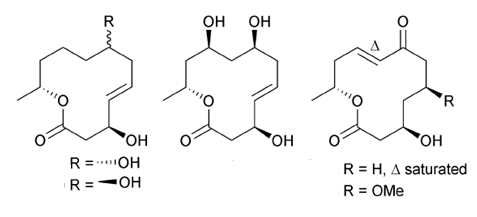 R
OH OH
Δ
O
O
O
OH
R = OH
R = OH
O
O
OH
O
R
O
OH
R = H, Δ saturated
R = OMe